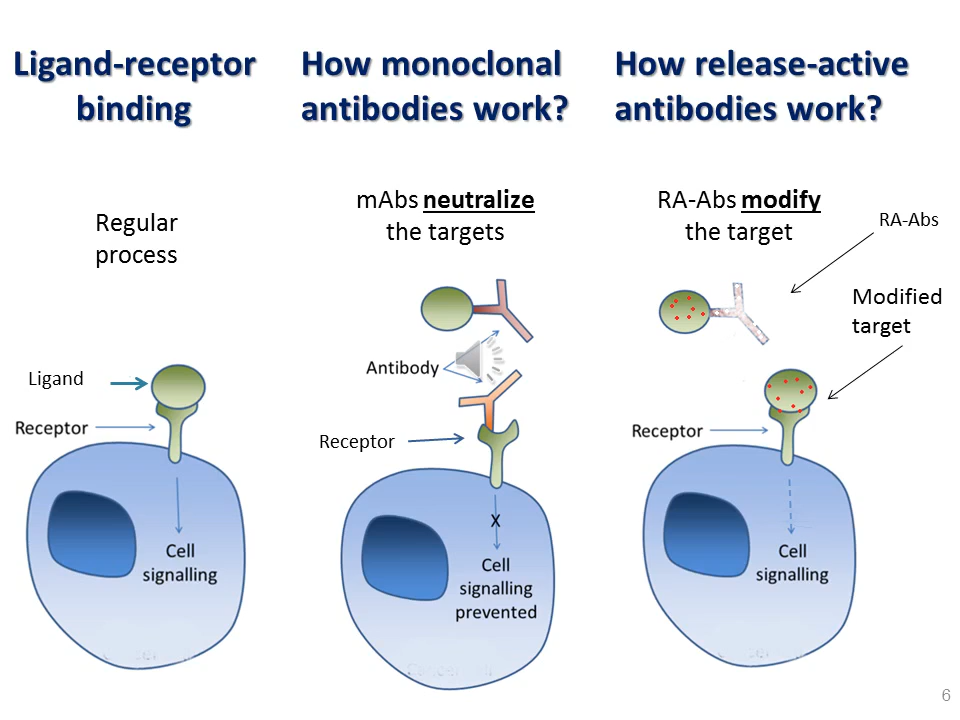 Ligand-receptor
binding
How monoclonal
antibodies work?
How release-active
antibodies work?
Regular
process
Ligand
Receptor
Cell
signalling
mAbs neutralize
the targets
Antibody
Receptor
X
Cell
signalling
prevented
RA-Abs modify
the target
RA-Abs
Modified
target
Receptor
Cell
signalling
6